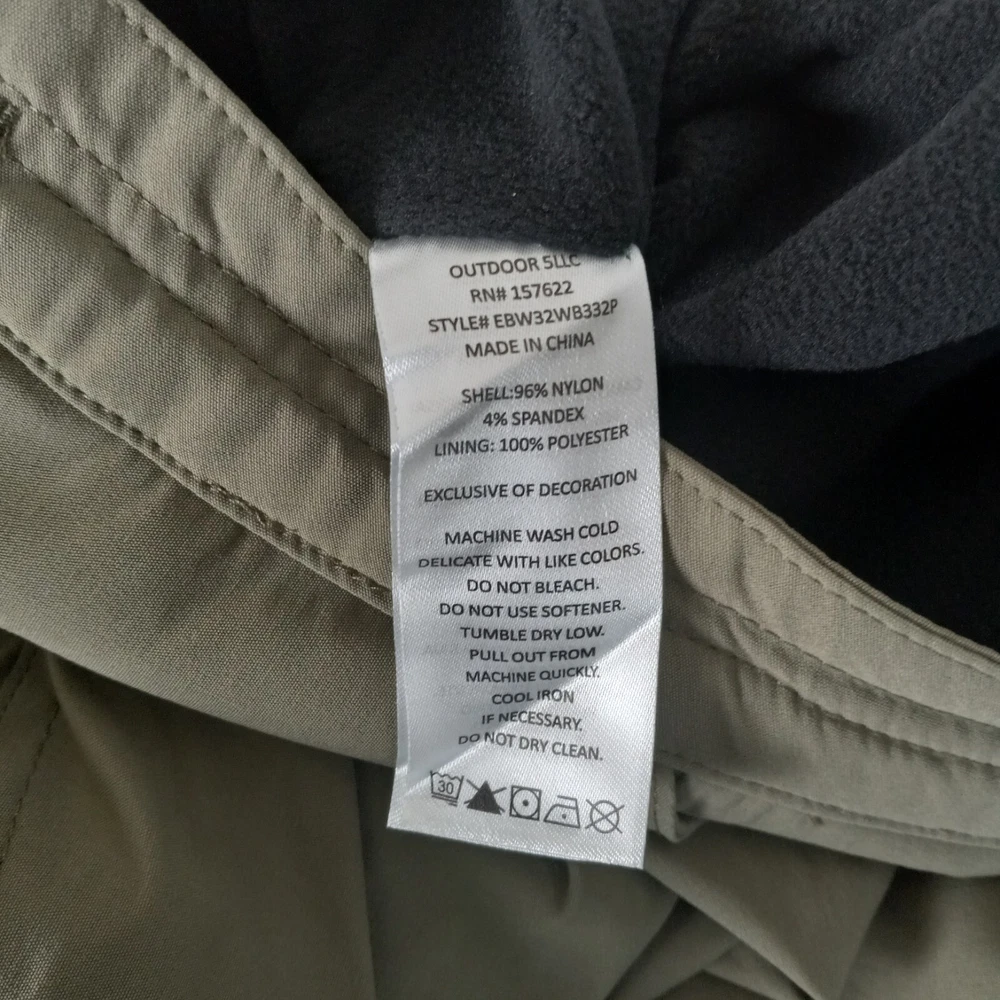 OUTDOOR 5LLC
RN# 157622
STYLE# EBW32WB332P
MADE IN CHINA
SHELL:96% NYLON
4% SPANDEX
LINING: 100% POLYESTER
EXCLUSIVE OF DECORATION
MACHINE WASH COLD
DELICATE WITH LIKE COLORS.
DO NOT BLEACH.
DO NOT USE SOFTENER.
TUMBLE DRY LOW.
PULL OUT FROM
MACHINE QUICKLY.
COOL IRON
IF NECESSARY.
DO NOT DRY CLEAN.
30